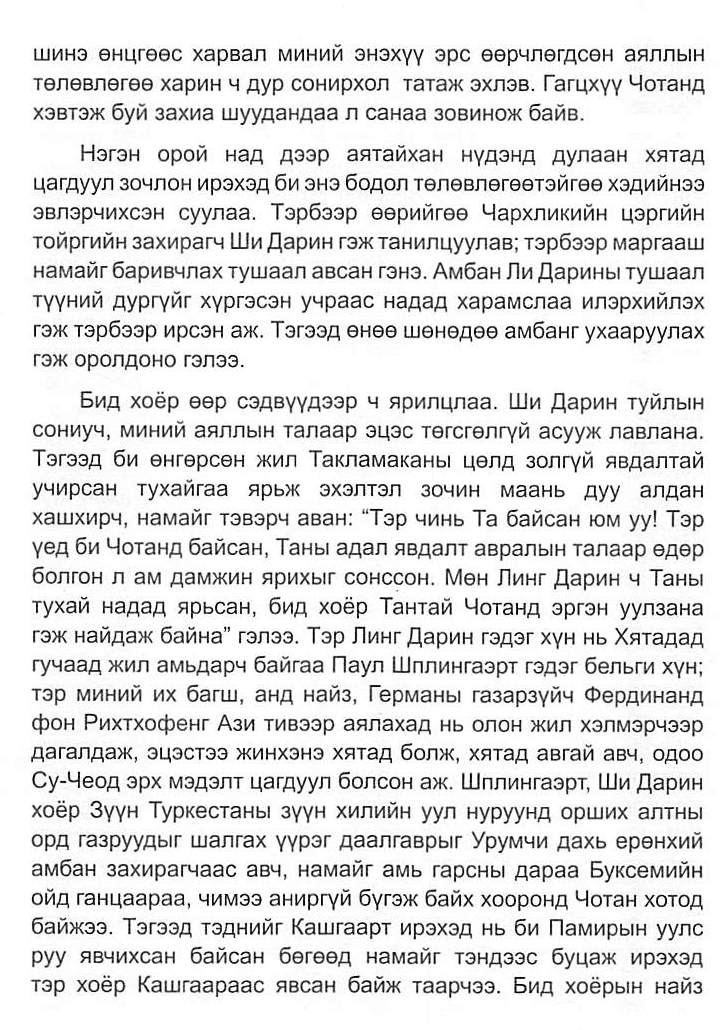 шинэ өнцгөөс харвал миний энэхүү эрс өөрчлөгдсөн аяллын
төлөвлөгөө харин ч дур сонирхол татаж эхлэв. Гагцхүү Чотанд
хэвтэж буй захиа шуудандаа л санаа зовинож байв.
Нэгэн орой над дээр аятайхан нүдэнд дулаан хятад
цагдуул зочлон ирэхэд би энэ бодол төлөвлөгөөтэйгөө хэдийнээ
эвлэрчихсэн суулаа. Тэрбээр өөрийгөө Чархликийн цэргийн
тойргийн захирагч Ши Дарин гэж танилцуулав; тэрбээр маргааш
намайг баривчлах тушаал авсан гэнэ. Амбан Ли Дарины тушаал
түүний дургүйг хүргэсэн учраас надад харамслаа илэрхийлэх
гэж тэрбээр ирсэн аж. Тэгээд өнөө шөнөдөө амбанг ухааруулах
гэж оролдоно гэлээ.
Бид хоёр өөр сэдвүүдээр ч ярилцлаа. Ши Дарин туйлын
сониуч, миний аяллын талаар эцэс төгсгөлгүй асууж лавлана.
Тэгээд би өнгөрсөн жил Такламаканы цөлд золгүй явдалтай
учирсан тухайгаа ярьж эхэлтэл зочин маань дуу алдан
хашхирч, намайг тэвэрч аван: “Тэр чинь Та байсан юм уу! Тэр
үед би Чотанд байсан, Таны адал явдалт авралын талаар өдөр
болгон л ам дамжин ярихыг сонссон. Мөн Линг Дарин ч Таны
тухай надад ярьсан, бид хоёр Тантай Чотанд эргэн уулзана
гэж найдаж байна” гэлээ. Тэр Линг Дарин гэдэг хүн нь Хятадад
гучаад жил амьдарч байгаа Паул Шплингаэрт гэдэг бельги хүн;
тэр миний их багш, анд найз, Германы газарзүйч Фердинанд
фон Рихтхофенг Ази тивээр аялахад нь олон жил хэлмэрчээр
дагалдаж, эцэстээ жинхэнэ хятад болж, хятад авгай авч, одоо
Су-Чеод эрх мэдэлт цагдуул болсон аж. Шплингаэрт, Ши Дарин
хоёр Зүүн Туркестаны зүүн хилийн уул нуруунд орших алтны
орд газруудыг шалгах үүрэг даалгаврыг Урумчи дахь ерөнхий
амбан захирагчаас авч, намайг амь гарсны дараа Буксемийн
ойд ганцаараа, чимээ аниргүй бүгэж байх хооронд Чотан хотод
байжээ. Тэгээд тэднийг Кашгаарт ирэхэд нь би Памирын уулс
руу явчихсан байсан бөгөөд намайг тэндээс буцаж ирэхэд
тэр хоёр Кашгаараас явсан байж таарчээ. Бид хоёрын найз